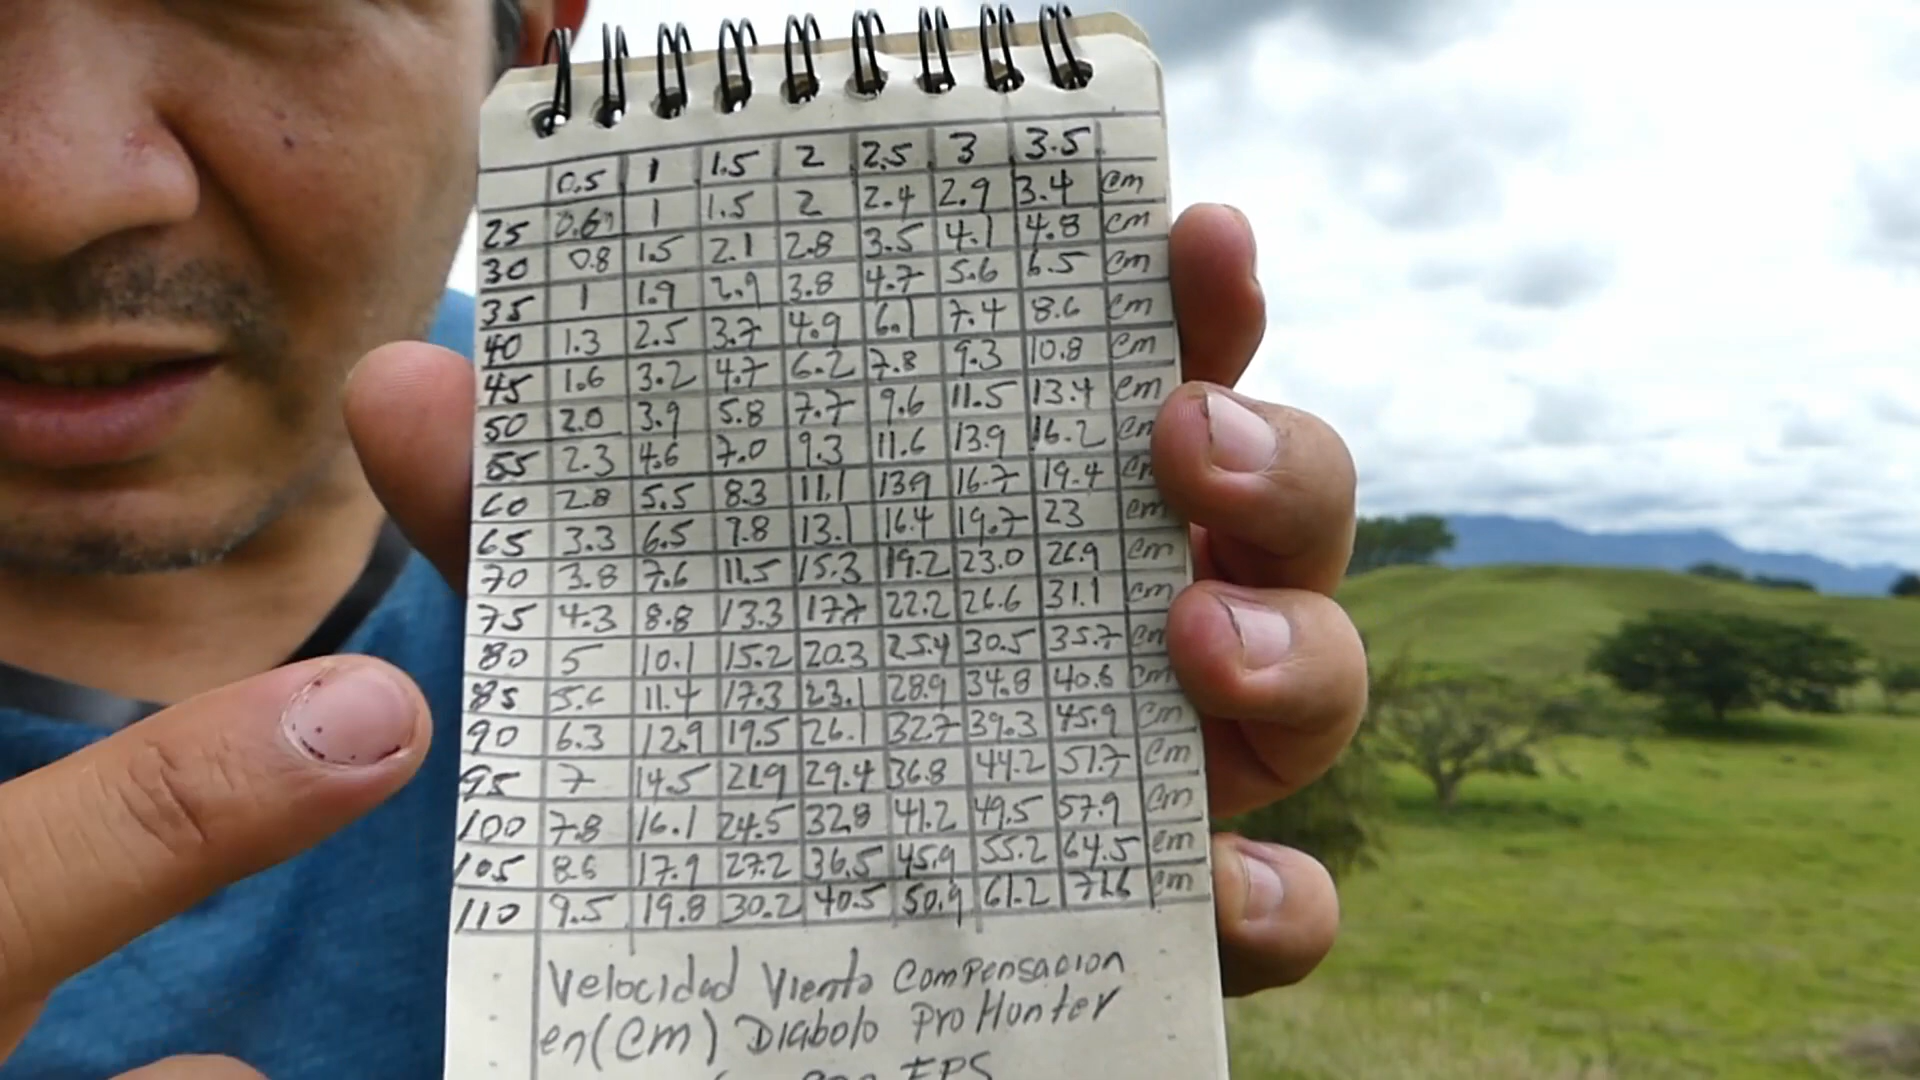 0.5 1 1.5 2 2.5 3 3.5
25 1 1.5 2 2.4 2.9 3.4 cm
30 0.8 1.5 2.1 2.8 3.5 4.1 4.8 cm
35 1 1.9 2.9 3.8 4.7 5.6 6.5 cm
40 1.3 2.5 3.7 4.9 6.1 7.4 8.6 cm
45 1.6 3.2 4.7 6.2 7.8 9.3 10.8 cm
50 2.0 3.9 5.8 7.7 9.6 11.5 13.4 cm
55 2.3 4.6 7.0 9.3 11.6 13.9 16.2 cm
60 2.8 5.5 8.3 11.1 13.9 16.7 19.4 cm
65 3.3 6.5 9.8 13.1 16.4 19.7 23 cm
70 3.8 7.6 11.5 15.3 19.2 23.0 26.9 cm
75 4.3 8.8 13.3 17.7 22.2 26.6 31.1 cm
80 5 10.1 15.2 20.3 25.4 30.5 35.7 cm
85 5.6 11.4 17.3 23.1 28.9 34.8 40.6 cm
90 6.3 12.9 19.5 26.1 32.7 39.3 45.9 cm
95 7 14.5 21.9 29.4 36.8 44.2 51.7 cm
100 7.8 16.1 24.5 32.8 41.2 49.5 57.9 cm
105 8.6 17.9 27.2 36.5 45.9 55.2 64.5 cm
110 9.5 19.8 30.2 40.5 50.9 61.2 71.6 cm
Velocidad Viento Compensacion
en (Cm) Diabolo Pro Hunter
FPS